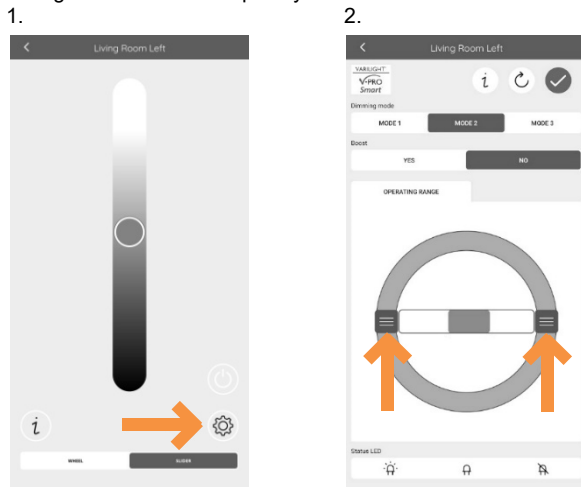 1.
2.
Living Room Left
Living Room Left
VARILIGHT
V-PRO
Smart
i
Dimming mode
MODE 1
MODE 2
MODE 3
Boost
YES
NO
OPERATING RANGE
i
WHEEL
SLIDER
Status LED